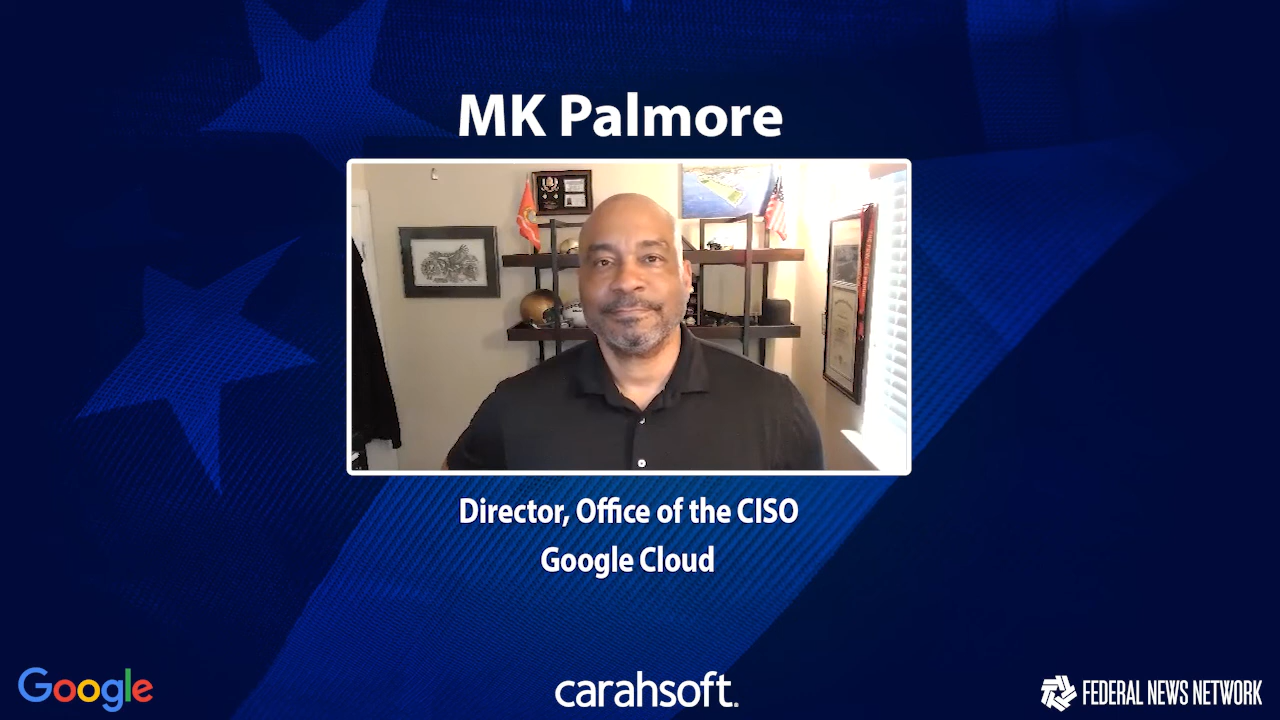 MK Palmore
Director, Office of the CISO
Google Cloud
Google
carahsoft.
FEDERAL NEWS NETWORK